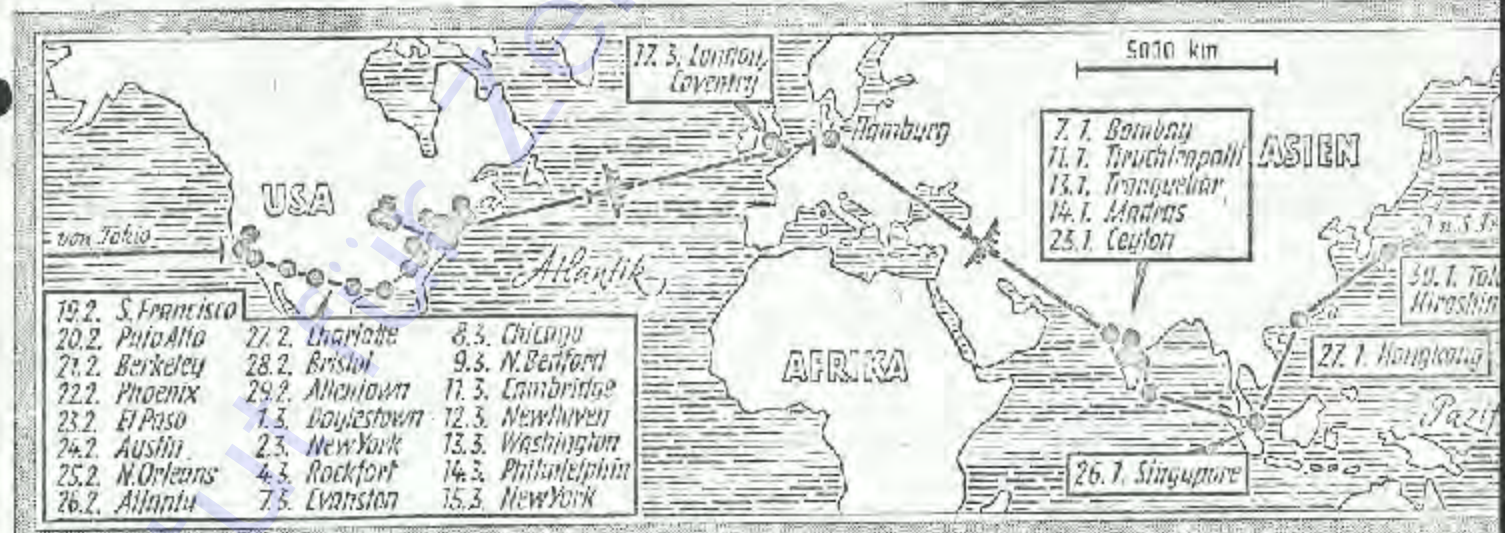 17. 3. London,
Coventry
5000 km
Hamburg
7. 1. Bombay
11. 1. Tiruchirapalli
13. 1. Tranquebar
14. 1. Madras
23. 1. Ceylon
ASIEN
USA
von Tokio
Atlantik
AFRIKA
30. 1. Tok
Hiroshim
27. 1. Hongkong
Pazif
26. 1. Singapore
19.2. S. Francisco
20.2. Palo Alto
21.2. Berkeley
22.2. Phoenix
23.2. El Paso
24.2. Austin
25.2. N. Orleans
26.2. Atlanta
27. 2. Charlotte
28. 2. Bristol
29. 2. Allentown
1. 3. Doylestown
2. 3. New York
4. 3. Rockfort
7. 3. Evanston
8. 3. Chicago
9. 3. N. Bedford
11. 3. Cambridge
12. 3. New Haven
13. 3. Washington
14. 3. Philadelphia
15. 3. New York